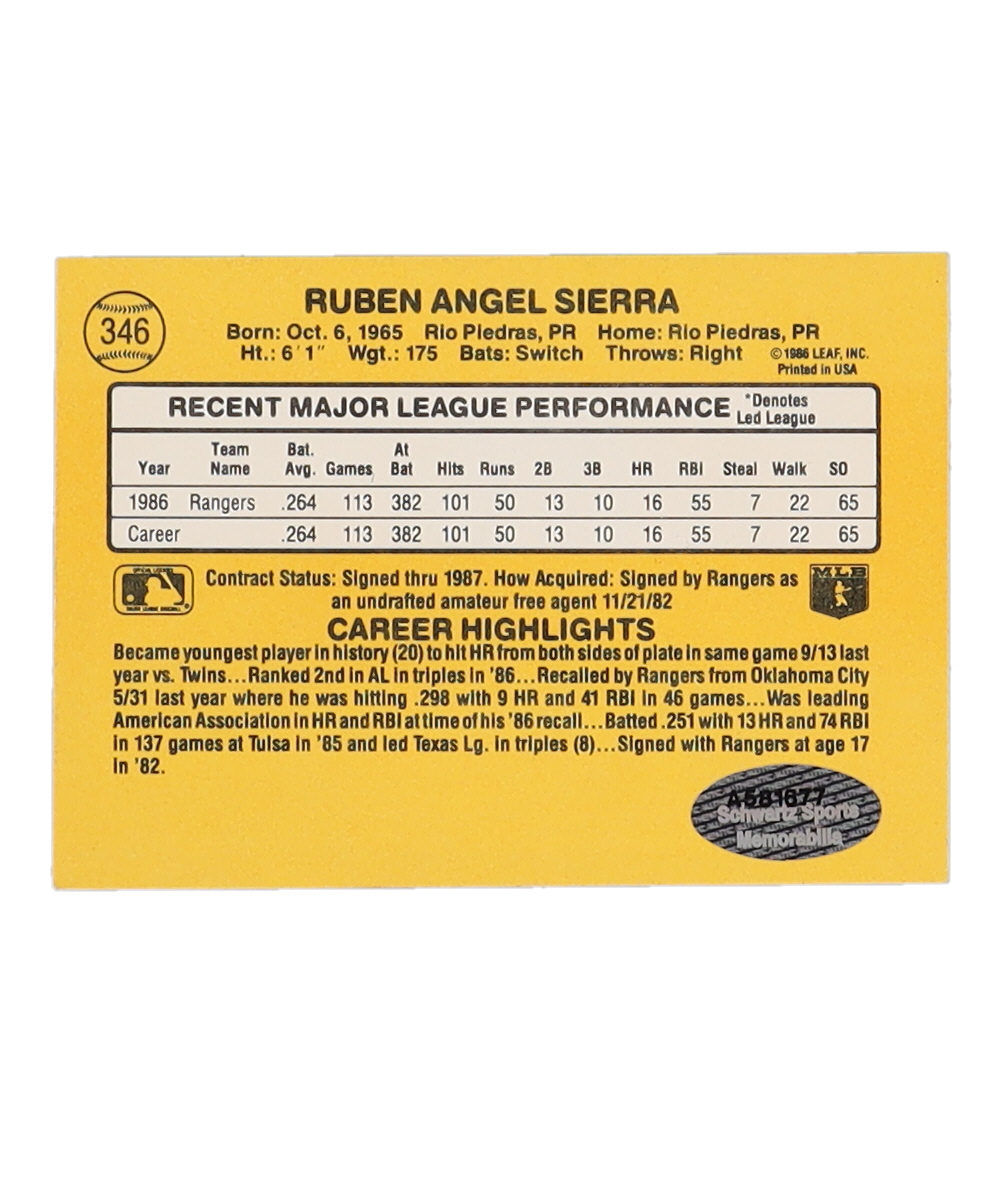 346
RUBEN ANGEL SIERRA
Born: Oct. 6, 1965 Rio Piedras, PR Home: Rio Piedras, PR
Ht.: 6'1" Wgt.: 175 Bats: Switch Throws: Right © 1986 LEAF, INC.
Printed in USA
RECENT MAJOR LEAGUE PERFORMANCE *Denotes
Led League
Team Bat. At
Year Name Avg. Games Bat Hits Runs 2B 3B HR RBI Steal Walk SO
1986 Rangers .264 113 382 101 50 13 10 16 55 7 22 65
Career .264 113 382 101 50 13 10 16 55 7 22 65
Contract Status: Signed thru 1987. How Acquired: Signed by Rangers as
an undrafted amateur free agent 11/21/82
MLB
CAREER HIGHLIGHTS
Became youngest player in history (20) to hit HR from both sides of plate in same game 9/13 last
year vs. Twins...Ranked 2nd in AL in triples in '86...Recalled by Rangers from Oklahoma City
5/31 last year where he was hitting .298 with 9 HR and 41 RBI in 46 games...Was leading
American Association in HR and RBI at time of his '86 recall...Batted .251 with 13 HR and 74 RBI
in 137 games at Tulsa in '85 and led Texas Lg. in triples (8)...Signed with Rangers at age 17
in '82.
A581677
Schwartz Sports
Memorabilia